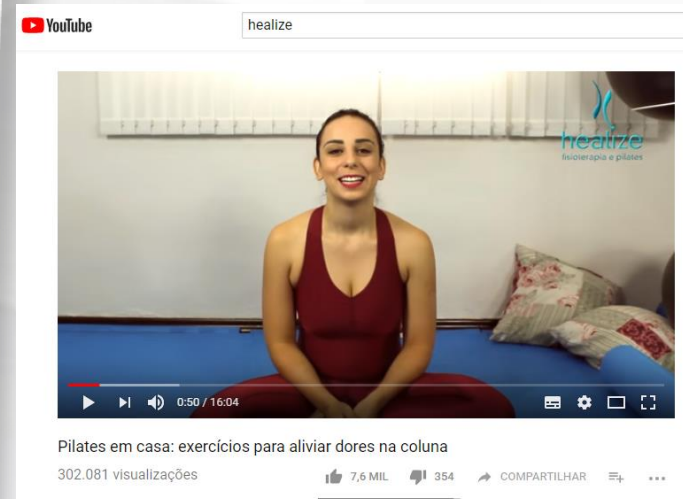 YouTube
healize
healize
fisioterapia e pilates
0:50 / 16:04
Pilates em casa: exercícios para aliviar dores na coluna
302.081 visualizações
7,6 MIL 354 COMPARTILHAR